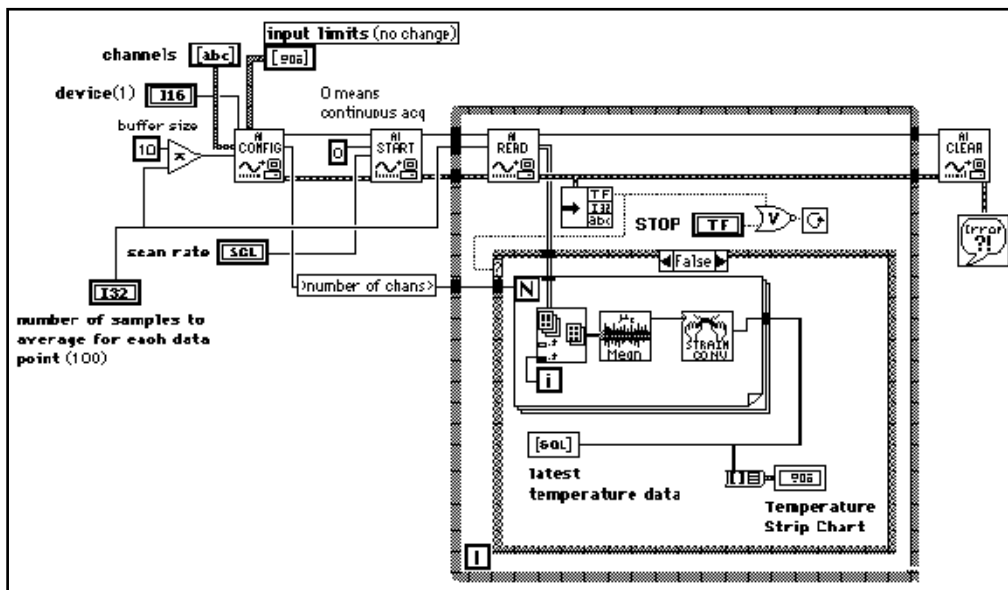 input limits (no change)
channels
[abc]
device(1)
I16
0 means
continuous acq
buffer size
10
x
AI
CONFIG
0
AI
START
AI
READ
AI
CLEAR
TF
I32
abc
STOP
TF
V
Error
?!
scan rate
SGL
False
?
number of chans
N
I32
number of samples to
average for each data
point (100)
Mean
STRAIN
CONV
i
[SGL]
latest
temperature data
Temperature
Strip Chart